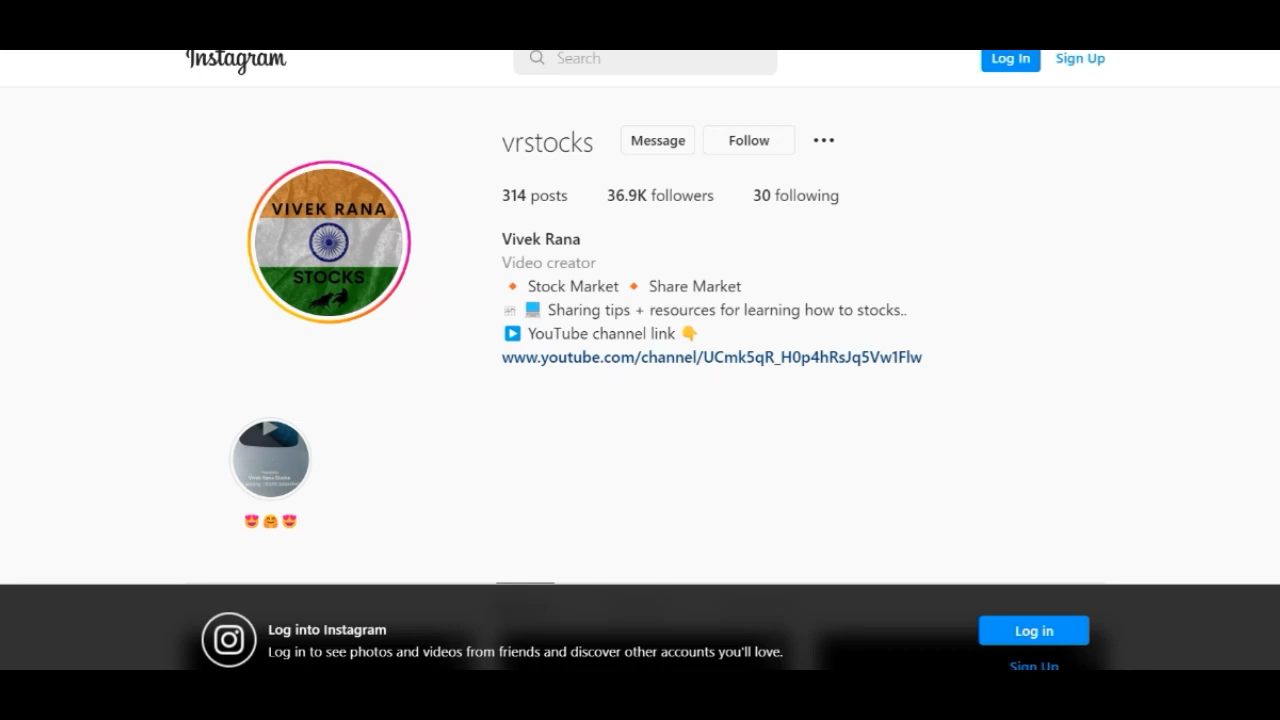 Instagram
Search
Log In
Sign Up
vrstocks
Message
Follow
314 posts
36.9K followers
30 following
VIVEK RANA
STOCKS
Vivek Rana
Video creator
🔸 Stock Market 🔸 Share Market
💻 Sharing tips + resources for learning how to stocks..
▶️ YouTube channel link 👇
www.youtube.com/channel/UCmk5qR_H0p4hRsJq5Vw1Flw
Vivek Rana Stocks
😍🤗😍
Log into Instagram
Log in to see photos and videos from friends and discover other accounts you'll love.
Log in
Sign Up